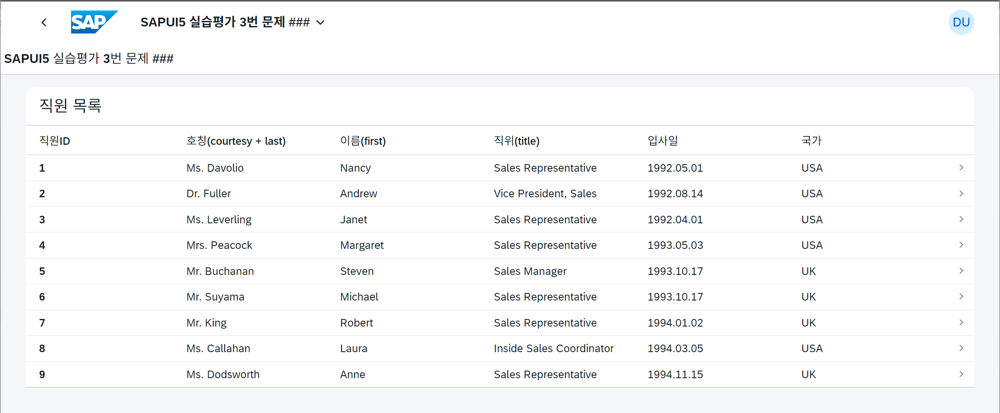 SAP SAPUI5 실습평가 3번 문제 ### DU
SAPUI5 실습평가 3번 문제 ###
직원 목록
직원ID 호칭(courtesy + last) 이름(first) 직위(title) 입사일 국가
1 Ms. Davolio Nancy Sales Representative 1992.05.01 USA
2 Dr. Fuller Andrew Vice President, Sales 1992.08.14 USA
3 Ms. Leverling Janet Sales Representative 1992.04.01 USA
4 Mrs. Peacock Margaret Sales Representative 1993.05.03 USA
5 Mr. Buchanan Steven Sales Manager 1993.10.17 UK
6 Mr. Suyama Michael Sales Representative 1993.10.17 UK
7 Mr. King Robert Sales Representative 1994.01.02 UK
8 Ms. Callahan Laura Inside Sales Coordinator 1994.03.05 USA
9 Ms. Dodsworth Anne Sales Representative 1994.11.15 UK